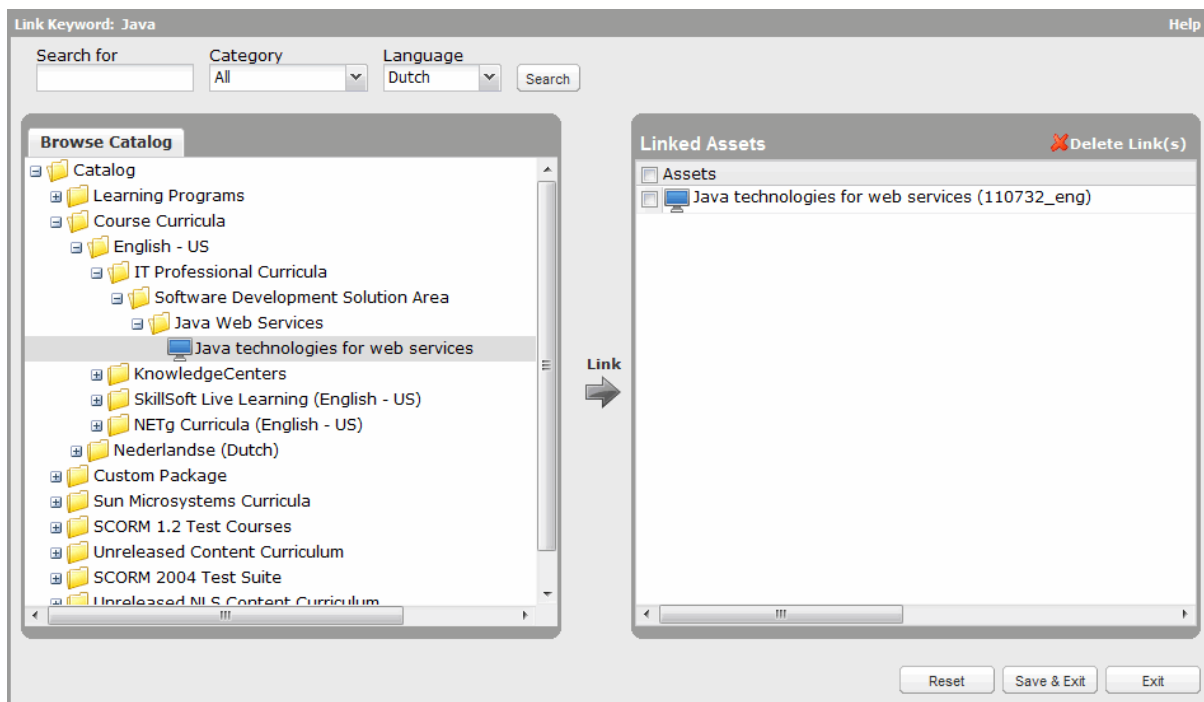 Link Keyword: Java
Help
Search for
Category
Language
All
Dutch
Search
Browse Catalog
Catalog
Learning Programs
Course Curricula
English - US
IT Professional Curricula
Software Development Solution Area
Java Web Services
Java technologies for web services
KnowledgeCenters
SkillSoft Live Learning (English - US)
NETg Curricula (English - US)
Nederlandse (Dutch)
Custom Package
Sun Microsystems Curricula
SCORM 1.2 Test Courses
Unreleased Content Curriculum
SCORM 2004 Test Suite
Unreleased NLS Content Curriculum
Link
Linked Assets
Delete Link(s)
Assets
Java technologies for web services (110732_eng)
Reset
Save & Exit
Exit